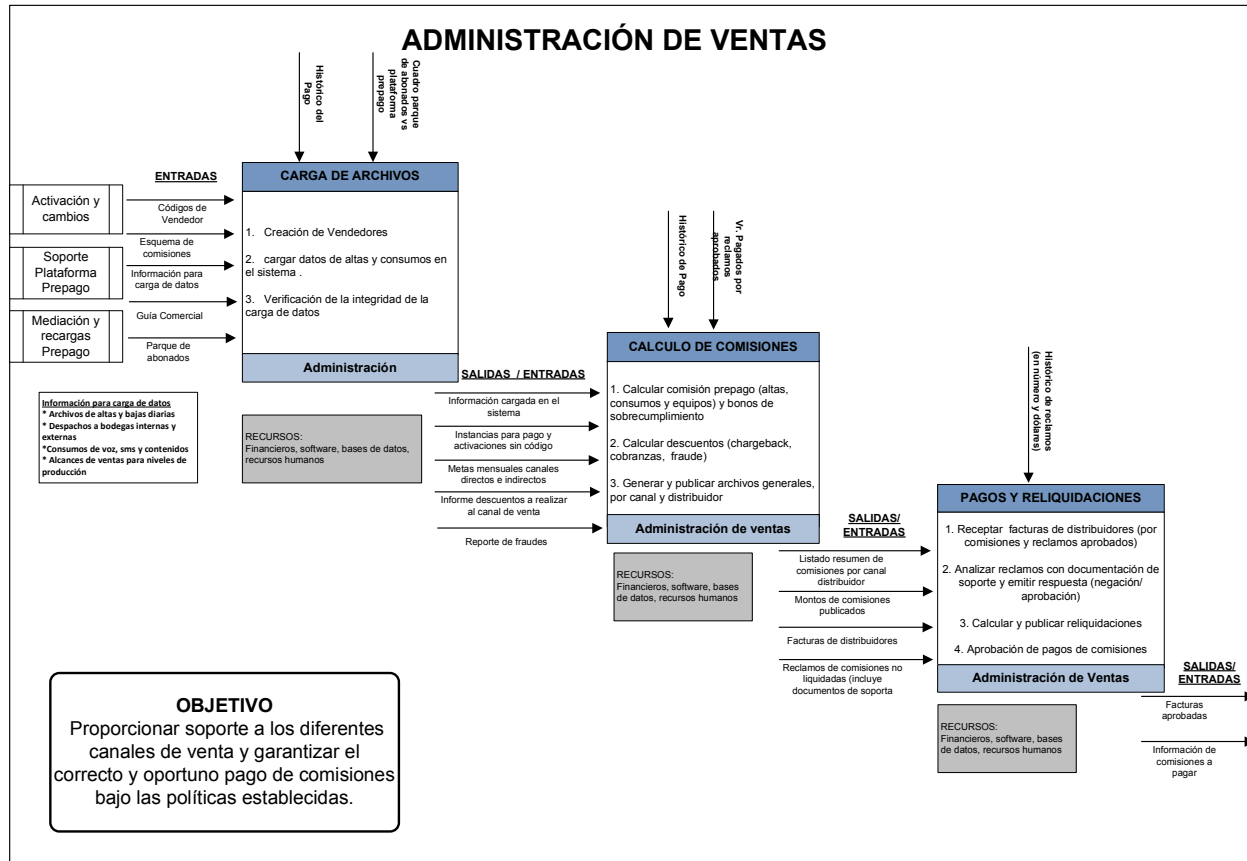 ADMINISTRACIÓN DE VENTAS
Histórico del
Pago
Cuadro parque
de abonados vs
plataforma
prepago
ENTRADAS
Activación y
cambios
Soporte
Plataforma
Prepago
Mediación y
recargas
Prepago
Códigos de
Vendedor
Esquema de
comisiones
Información para
carga de datos
Guía Comercial
Parque de
abonados
CARGA DE ARCHIVOS
1. Creación de Vendedores
2. cargar datos de altas y consumos en
el sistema .
3. Verificación de la integridad de la
carga de datos
Administración
Información para carga de datos
* Archivos de altas y bajas diarias
* Despachos a bodegas internas y
externas
*Consumos de voz, sms y contenidos
* Alcances de ventas para niveles de
producción
RECURSOS:
Financieros, software, bases de datos,
recursos humanos
SALIDAS / ENTRADAS
Información cargada en el
sistema
Instancias para pago y
activaciones sin código
Metas mensuales canales
directos e indirectos
Informe descuentos a realizar
al canal de venta
Reporte de fraudes
Histórico de Pago
Vr. Pagados por
reclamos
aprobados
CALCULO DE COMISIONES
1. Calcular comisión prepago (altas,
consumos y equipos) y bonos de
sobrecumplimiento
2. Calcular descuentos (chargeback,
cobranzas, fraude)
3. Generar y publicar archivos generales,
por canal y distribuidor
Administración de ventas
RECURSOS:
Financieros, software, bases
de datos, recursos humanos
SALIDAS/
ENTRADAS
Listado resumen de
comisiones por canal
distribuidor
Montos de comisiones
publicados
Facturas de distribuidores
Reclamos de comisiones no
liquidadas (incluye
documentos de soporta
Histórico de reclamos
(en número y dólares)
PAGOS Y RELIQUIDACIONES
1. Receptar facturas de distribuidores (por
comisiones y reclamos aprobados)
2. Analizar reclamos con documentación de
soporte y emitir respuesta (negación/
aprobación)
3. Calcular y publicar reliquidaciones
4. Aprobación de pagos de comisiones
Administración de Ventas
RECURSOS:
Financieros, software, bases
de datos, recursos humanos
SALIDAS/
ENTRADAS
Facturas
aprobadas
Información de
comisiones a
pagar
OBJETIVO
Proporcionar soporte a los diferentes
canales de venta y garantizar el
correcto y oportuno pago de comisiones
bajo las políticas establecidas.